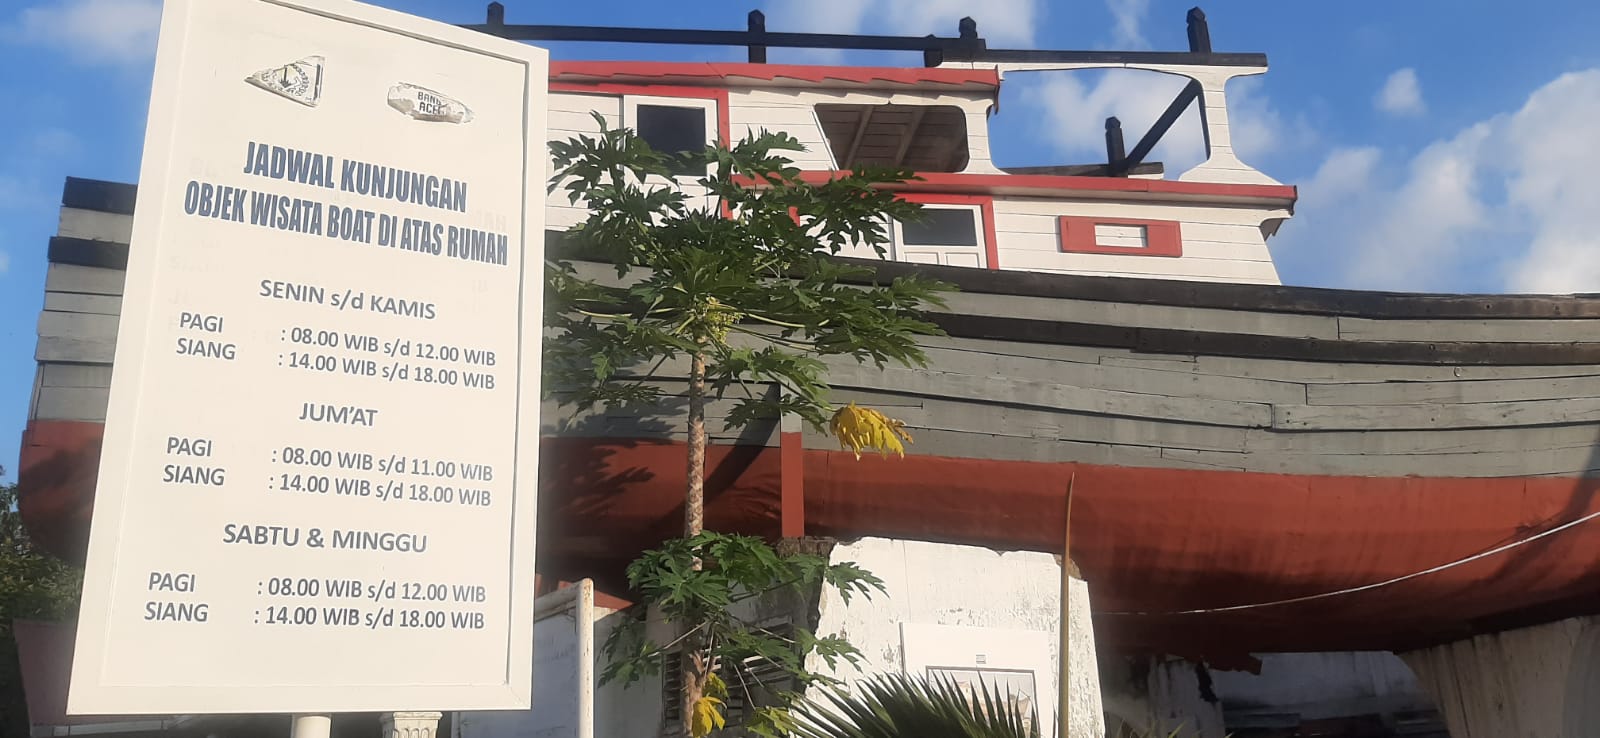 BANK
ACEH
JADWAL KUNJUNGAN
OBJEK WISATA BOAT DI ATAS RUMAH
SENIN s/d KAMIS
PAGI : 08.00 WIB s/d 12.00 WIB
SIANG : 14.00 WIB s/d 18.00 WIB
JUM'AT
PAGI : 08.00 WIB s/d 11.00 WIB
SIANG : 14.00 WIB s/d 18.00 WIB
SABTU & MINGGU
PAGI : 08.00 WIB s/d 12.00 WIB
SIANG : 14.00 WIB s/d 18.00 WIB